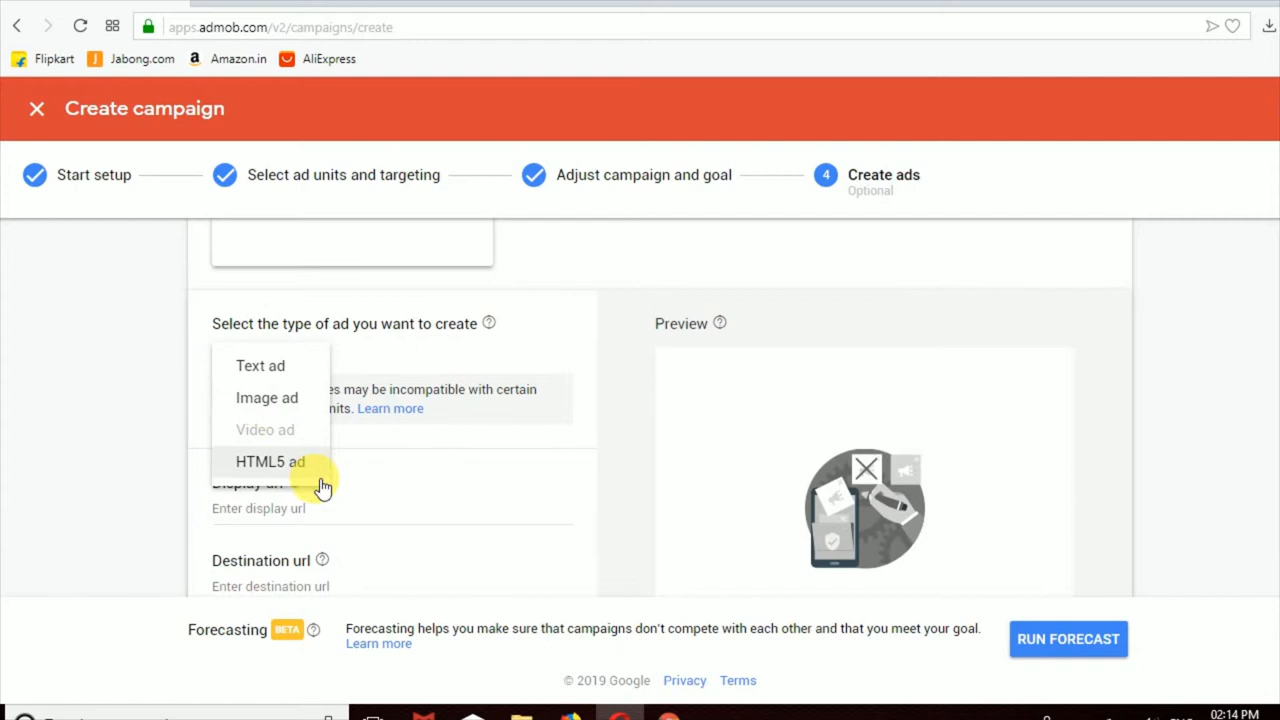 apps.admob.com/v2/campaigns/create
Flipkart Jabong.com Amazon.in AliExpress
Create campaign
Start setup Select ad units and targeting Adjust campaign and goal 4 Create ads
Optional
Select the type of ad you want to create
Preview
Text ad
Image ad
Video ad
HTML5 ad
es may be incompatible with certain
nits. Learn more
Display url
Enter display url
Destination url
Enter destination url
Forecasting BETA
Forecasting helps you make sure that campaigns don't compete with each other and that you meet your goal.
Learn more
RUN FORECAST
© 2019 Google Privacy Terms
02:14 PM